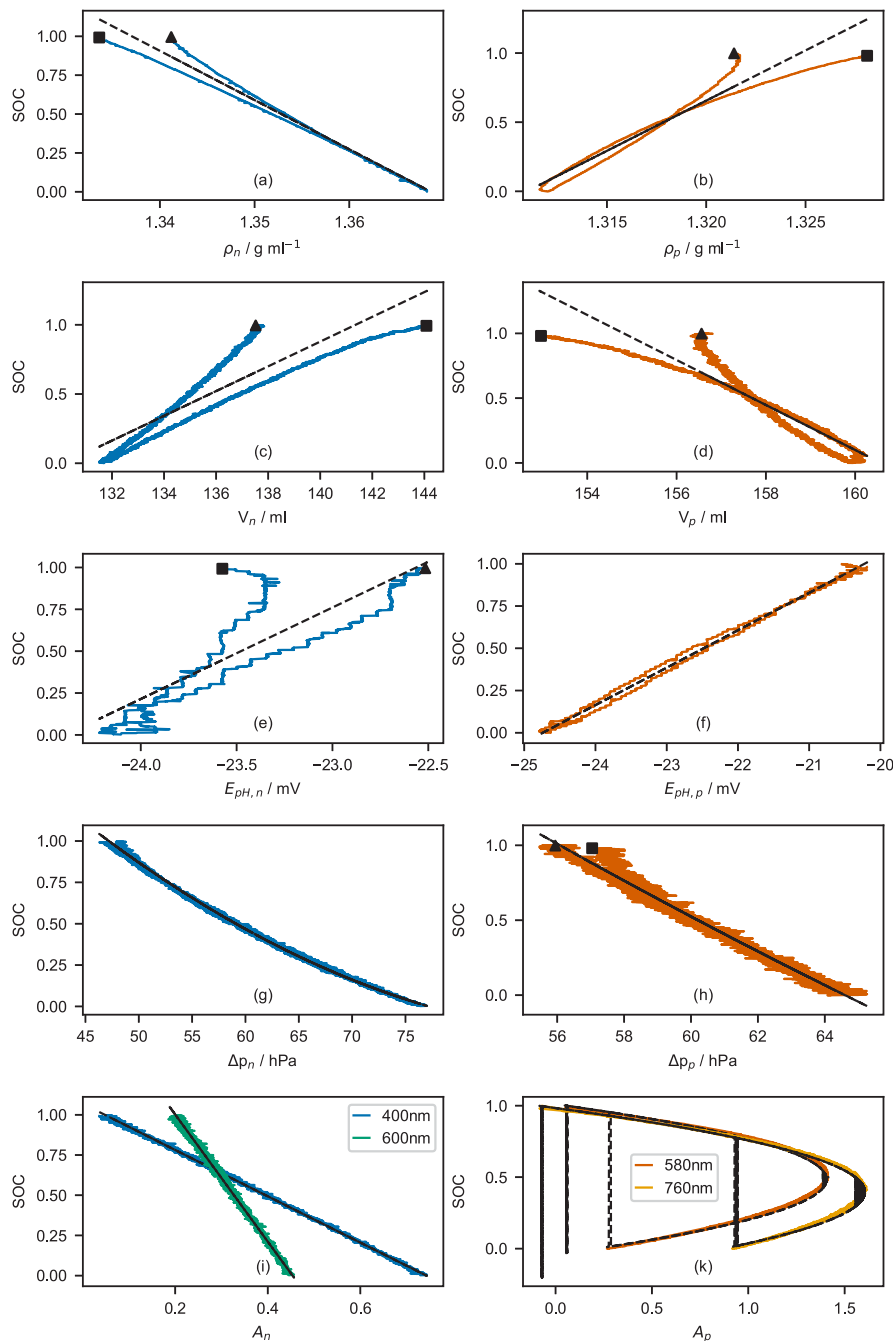 1.00
0.75
0.50
0.25
0.00
SOC
(a)
1.34
1.35
1.36
ρn / g ml−1
1.0
0.5
0.0
SOC
(b)
1.315
1.320
1.325
ρp / g ml−1
1.0
0.5
0.0
SOC
(c)
132
134
136
138
140
142
144
Vn / ml
1.0
0.5
0.0
SOC
(d)
154
156
158
160
Vp / ml
1.00
0.75
0.50
0.25
0.00
SOC
(e)
−24.0
−23.5
−23.0
−22.5
EpH, n / mV
1.00
0.75
0.50
0.25
0.00
SOC
(f)
−25
−24
−23
−22
−21
−20
EpH, p / mV
1.00
0.75
0.50
0.25
0.00
SOC
(g)
45
50
55
60
65
70
75
Δpn / hPa
1.0
0.5
0.0
SOC
(h)
56
58
60
62
64
Δpp / hPa
1.00
0.75
0.50
0.25
0.00
SOC
400nm
600nm
(i)
0.2
0.4
0.6
An
1.0
0.5
0.0
SOC
580nm
760nm
(k)
0.0
0.5
1.0
1.5
Ap